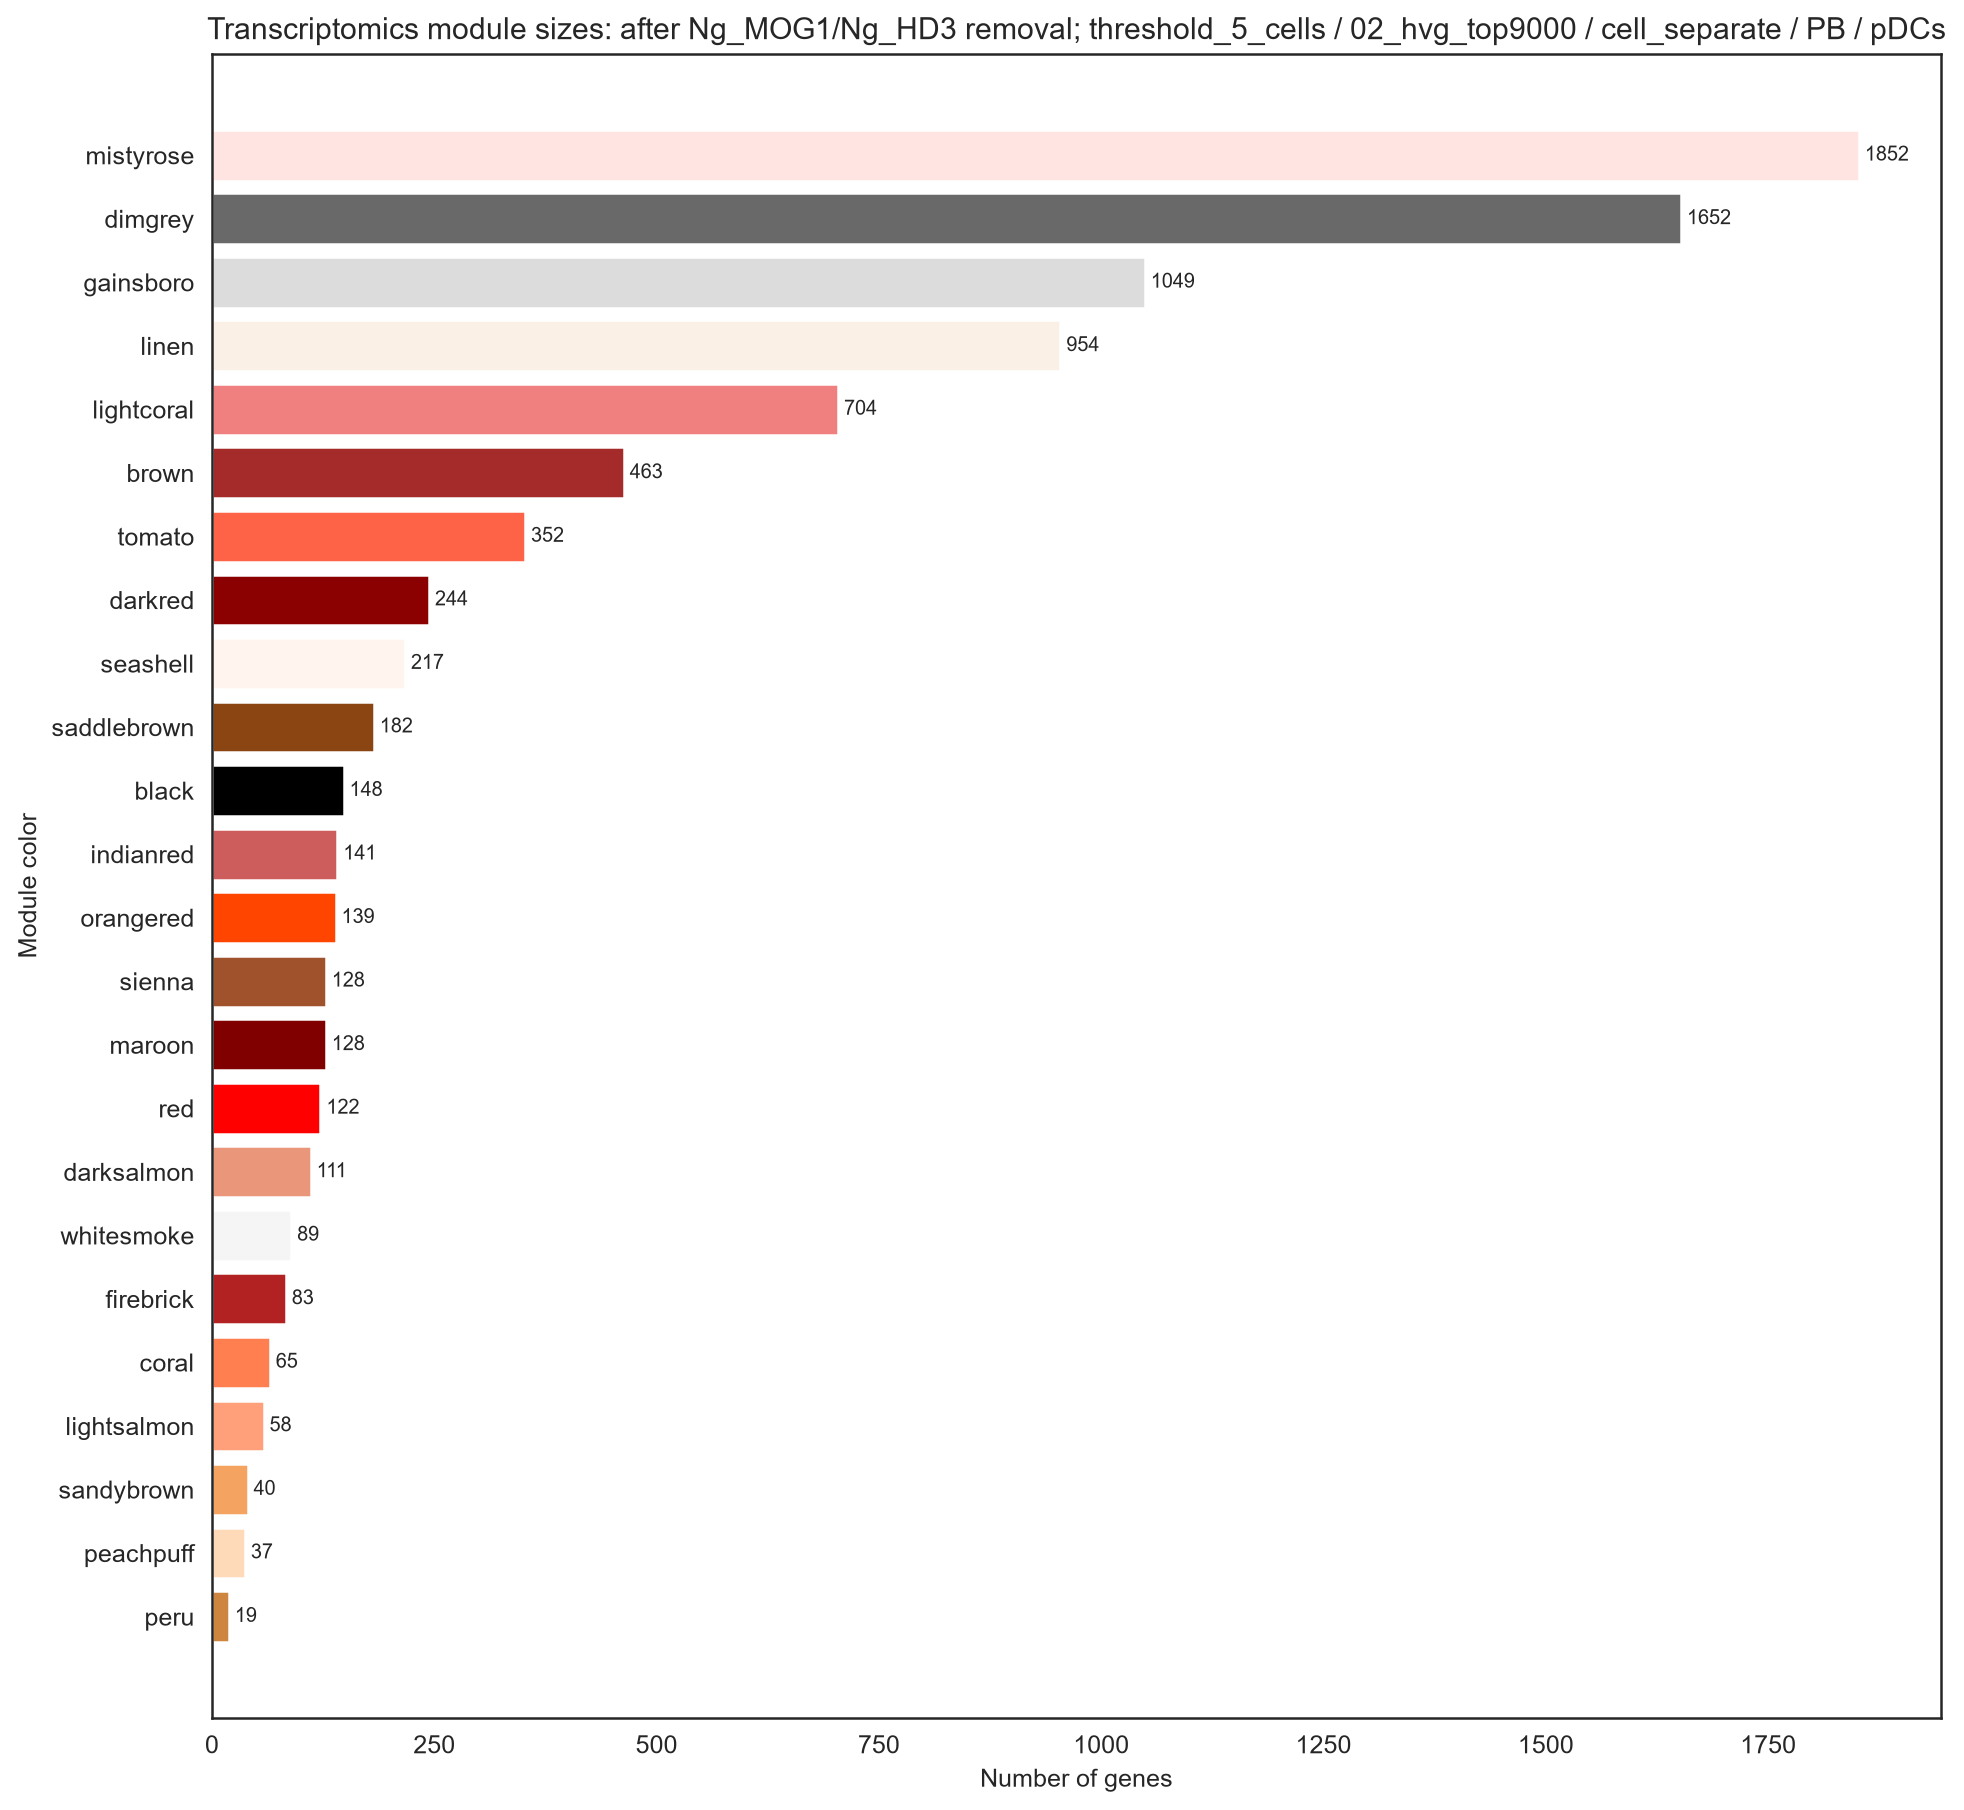 Transcriptomics module sizes: after Ng_MOG1/Ng_HD3 removal; threshold_5_cells / 02_hvg_top9000 / cell_separate / PB / pDCs
mistyrose 1852
dimgrey 1652
gainsboro 1049
linen 954
lightcoral 704
brown 463
tomato 352
darkred 244
seashell 217
saddlebrown 182
black 148
indianred 141
orangered 139
sienna 128
maroon 128
red 122
darksalmon 111
whitesmoke 89
firebrick 83
coral 65
lightsalmon 58
sandybrown 40
peachpuff 37
peru 19
Module color
0 250 500 750 1000 1250 1500 1750
Number of genes